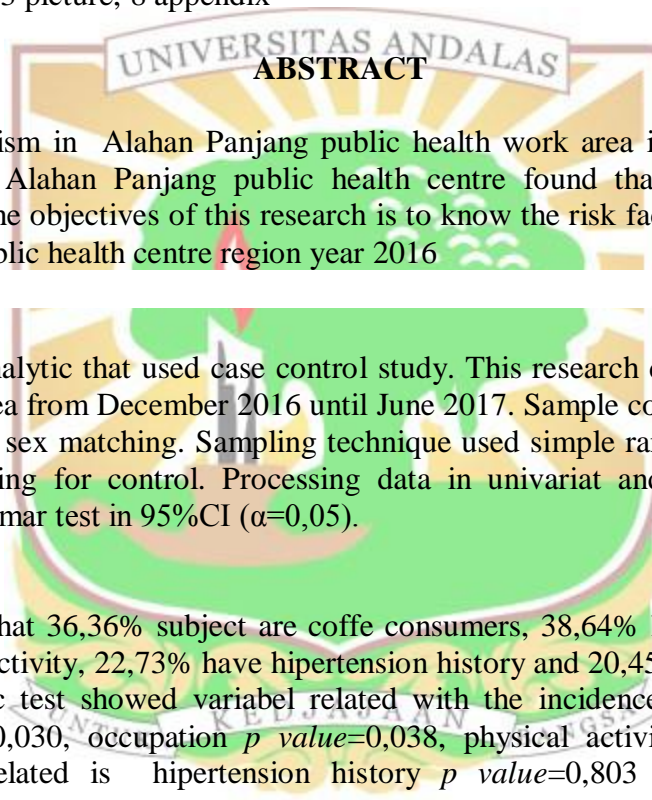 3 picture, 8 appendix
UNIVERSITAS ANDALAS
ABSTRACT
ism in Alahan Panjang public health work area i
Alahan Panjang public health centre found tha
ne objectives of this research is to know the risk fac
blic health centre region year 2016
nalytic that used case control study. This research
ea from December 2016 until June 2017. Sample co
sex matching. Sampling technique used simple ra
ing for control. Processing data in univariat and
mar test in 95%CI (α=0,05).
hat 36,36% subject are coffe consumers, 38,64%
ctivity, 22,73% have hipertension history and 20,45
c test showed variabel related with the incidence
0,030, occupation p value=0,038, physical activi
elated is hipertension history p value=0,803
KEDJAJAAN